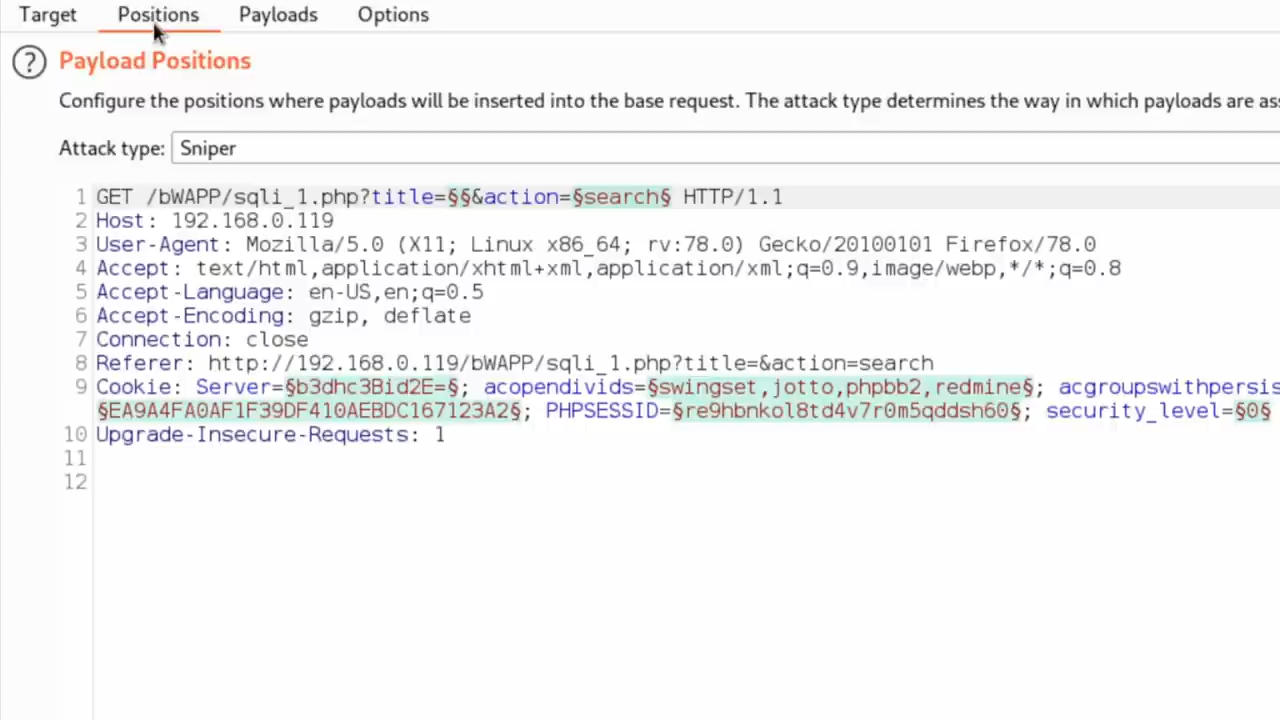 Target Positions Payloads Options
? Payload Positions
Configure the positions where payloads will be inserted into the base request. The attack type determines the way in which payloads are ass
Attack type: Sniper
1 GET /bWAPP/sqli_1.php?title=§§&action=§search§ HTTP/1.1
2 Host: 192.168.0.119
3 User-Agent: Mozilla/5.0 (X11; Linux x86_64; rv:78.0) Gecko/20100101 Firefox/78.0
4 Accept: text/html,application/xhtml+xml,application/xml;q=0.9,image/webp,*/*;q=0.8
5 Accept-Language: en-US,en;q=0.5
6 Accept-Encoding: gzip, deflate
7 Connection: close
8 Referer: http://192.168.0.119/bWAPP/sqli_1.php?title=&action=search
9 Cookie: Server=§b3dhc3Bid2E=§; acopendivids=§swingset,jotto,phpbb2,redmine§; acgroupswithpersis
§EA9A4FA0AF1F39DF410AEBDC167123A2§; PHPSESSID=§re9hbnkol8td4v7r0m5qddsh60§; security_level=§0§
10 Upgrade-Insecure-Requests: 1
11
12